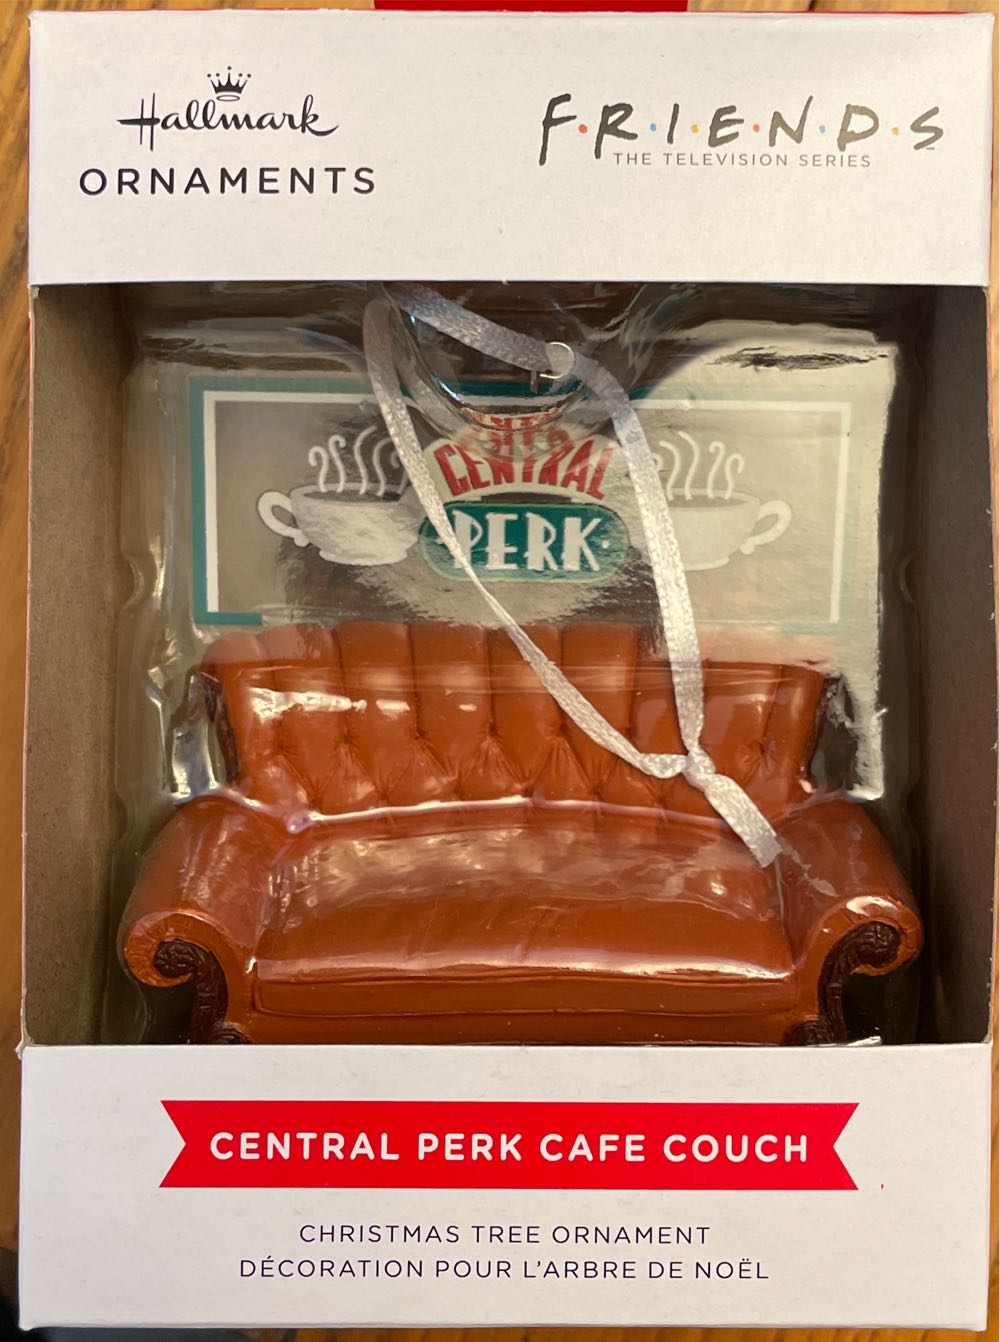 Hallmark
ORNAMENTS
F·R·I·E·N·D·S
THE TELEVISION SERIES
CENTRAL
PERK
CENTRAL PERK CAFE COUCH
CHRISTMAS TREE ORNAMENT
DÉCORATION POUR L'ARBRE DE NOËL